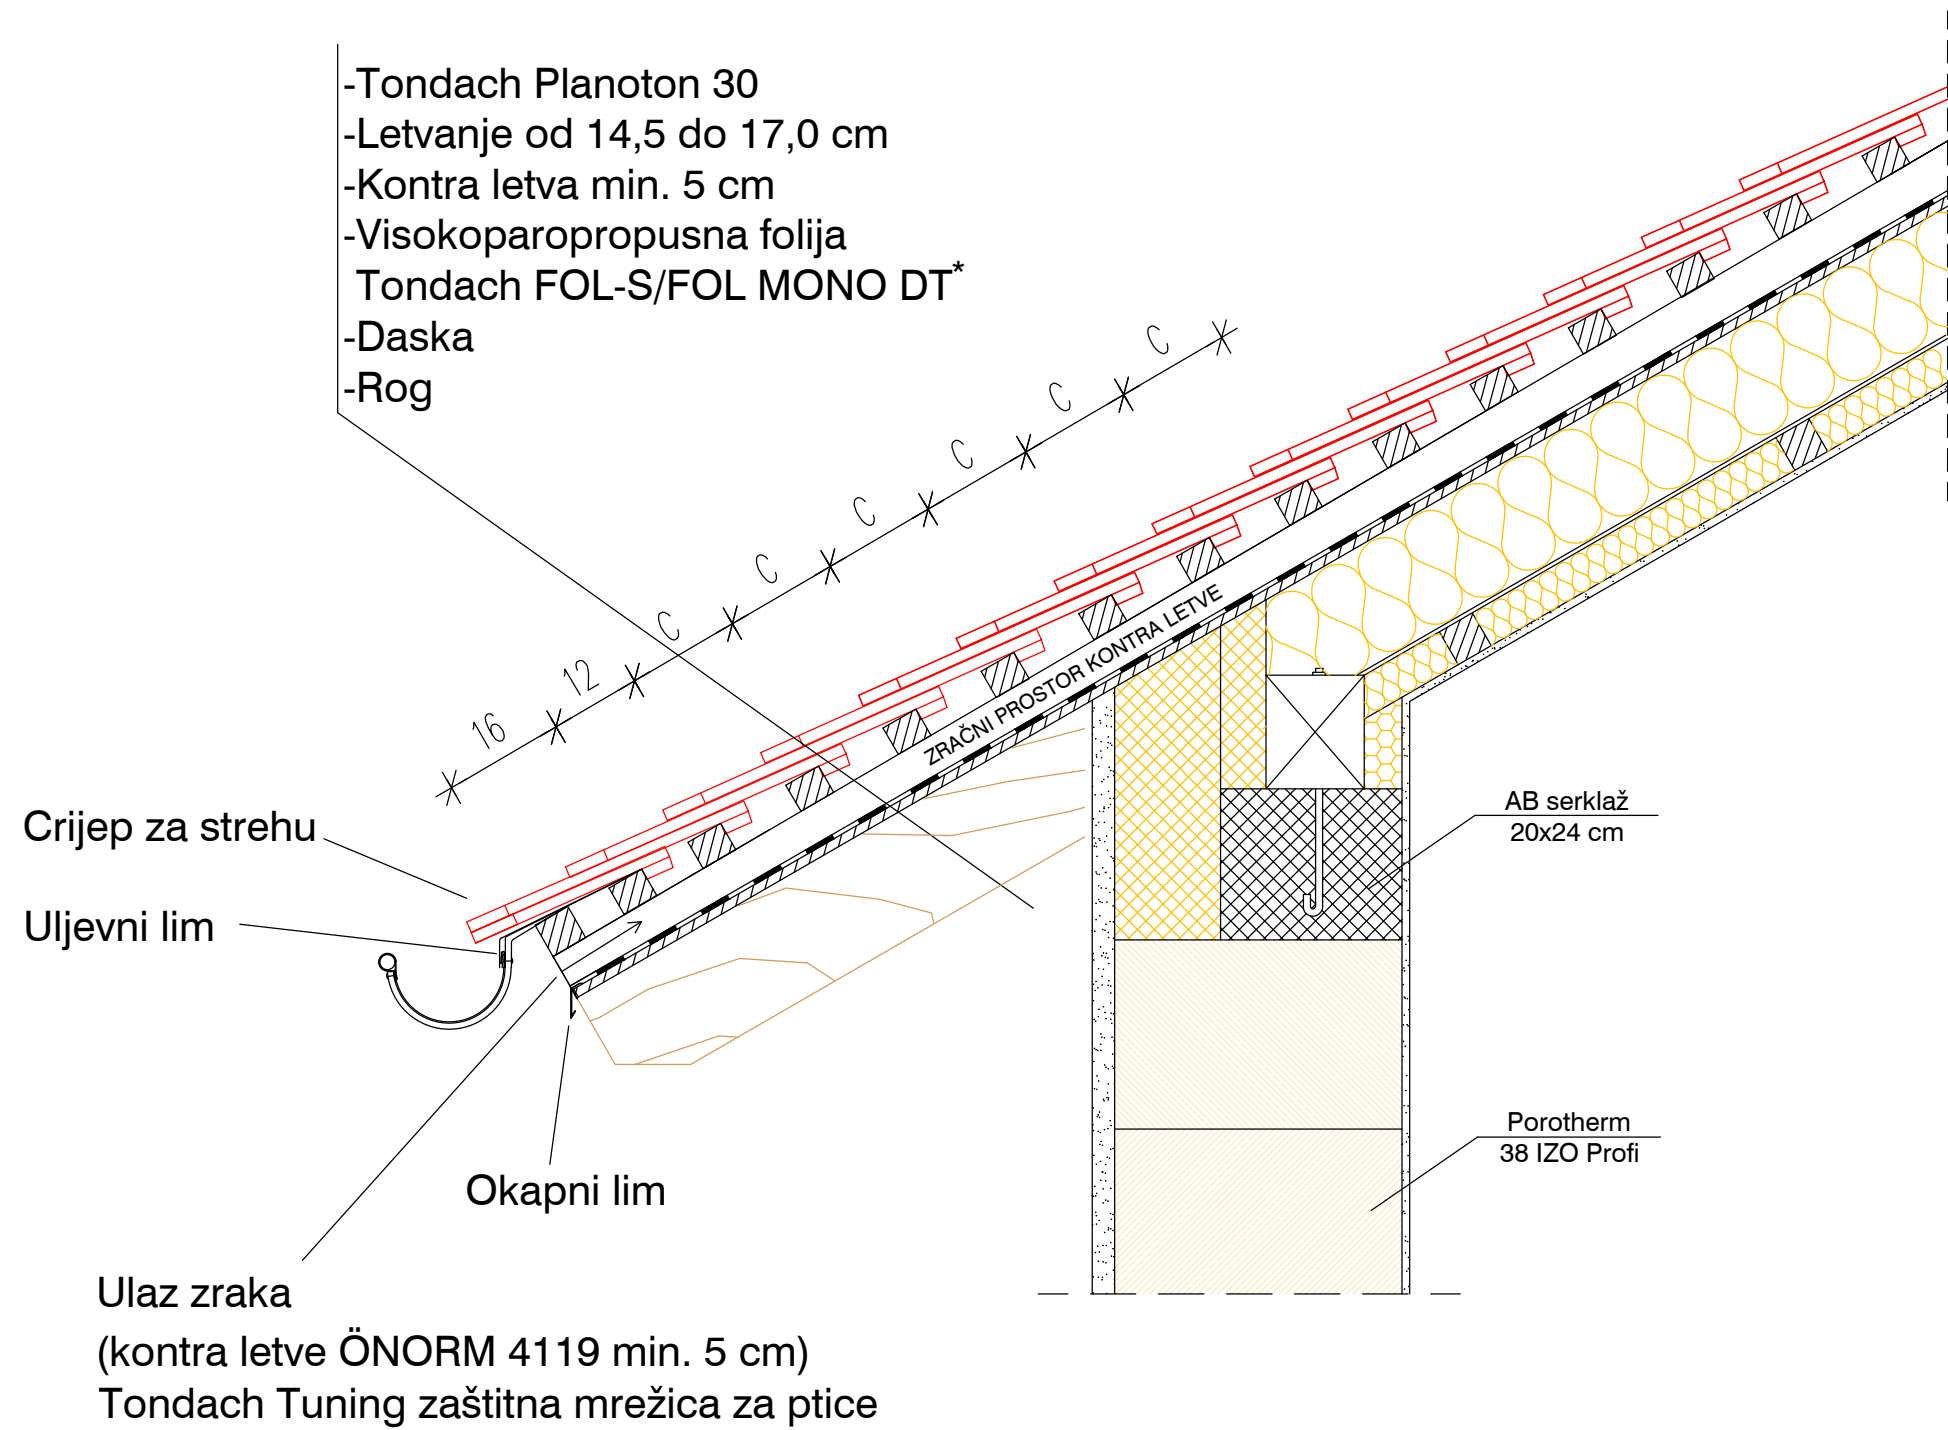 -Tondach Planoton 30
-Letvanje od 14,5 do 17,0 cm
-Kontra letva min. 5 cm
-Visokoparopropusna folija
Tondach FOL-S/FOL MONO DT*
-Daska
-Rog
C
C
C
C
C
C
12
16
ZRAČNI PROSTOR KONTRA LETVE
Crijep za strehu
Uljevni lim
AB serklaž
20x24 cm
Porotherm
38 IZO Profi
Okapni lim
Ulaz zraka
(kontra letve ÖNORM 4119 min. 5 cm)
Tondach Tuning zaštitna mrežica za ptice